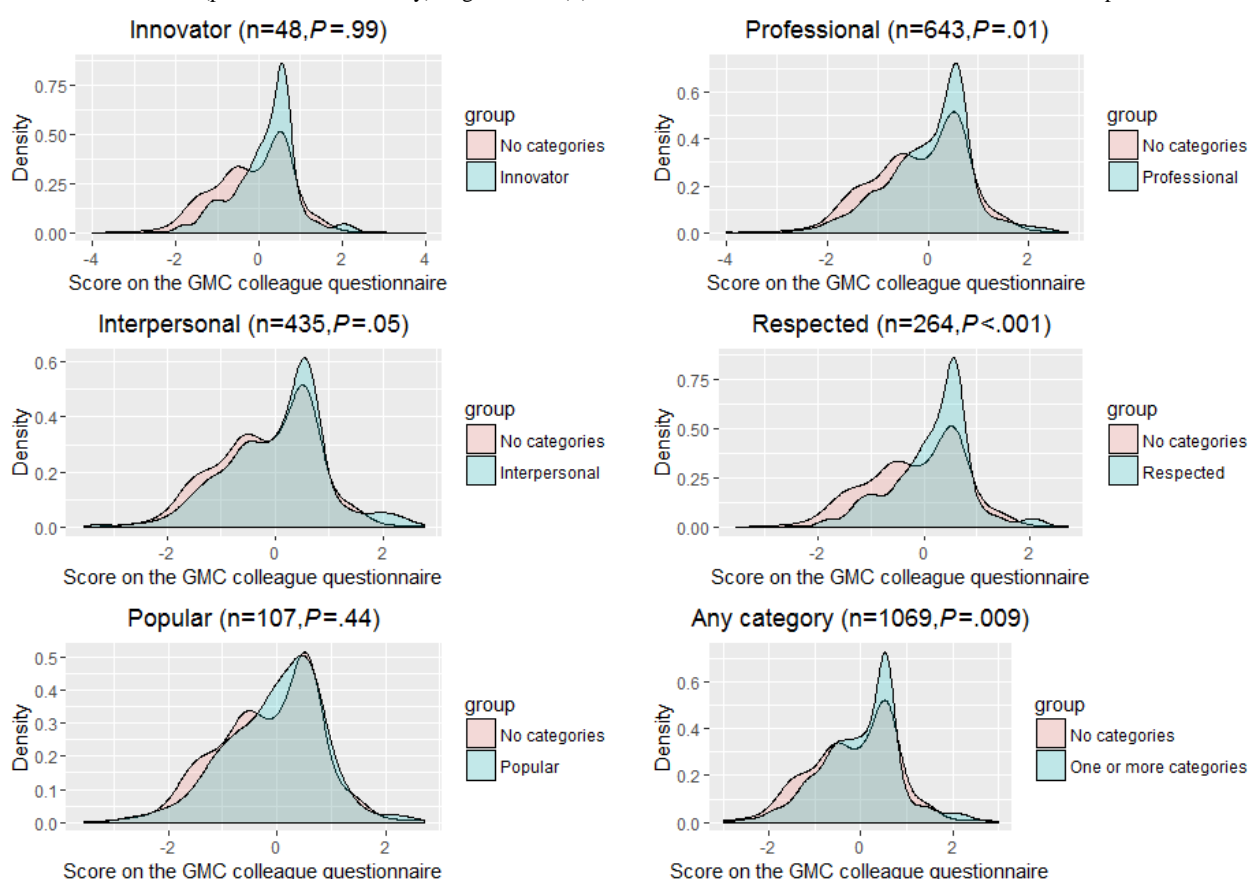 Innovator (n=48,P=.99)
0.75
0.50
0.25
0.00
Density
-4 -2 0 2 4
Score on the GMC colleague questionnaire
group
No categories
Innovator
Professional (n=643,P=.01)
0.6
0.4
0.2
0.0
Density
-4 -2 0 2
Score on the GMC colleague questionnaire
group
No categories
Professional
Interpersonal (n=435,P=.05)
0.6
0.4
0.2
0.0
Density
-2 0 2
Score on the GMC colleague questionnaire
group
No categories
Interpersonal
Respected (n=264,P<.001)
0.75
0.50
0.25
0.00
Density
-2 0 2
Score on the GMC colleague questionnaire
group
No categories
Respected
Popular (n=107,P=.44)
0.5
0.4
0.3
0.2
0.1
0.0
Density
-2 0 2
Score on the GMC colleague questionnaire
group
No categories
Popular
Any category (n=1069,P=.009)
0.6
0.4
0.2
0.0
Density
-2 0 2
Score on the GMC colleague questionnaire
group
No categories
One or more categories